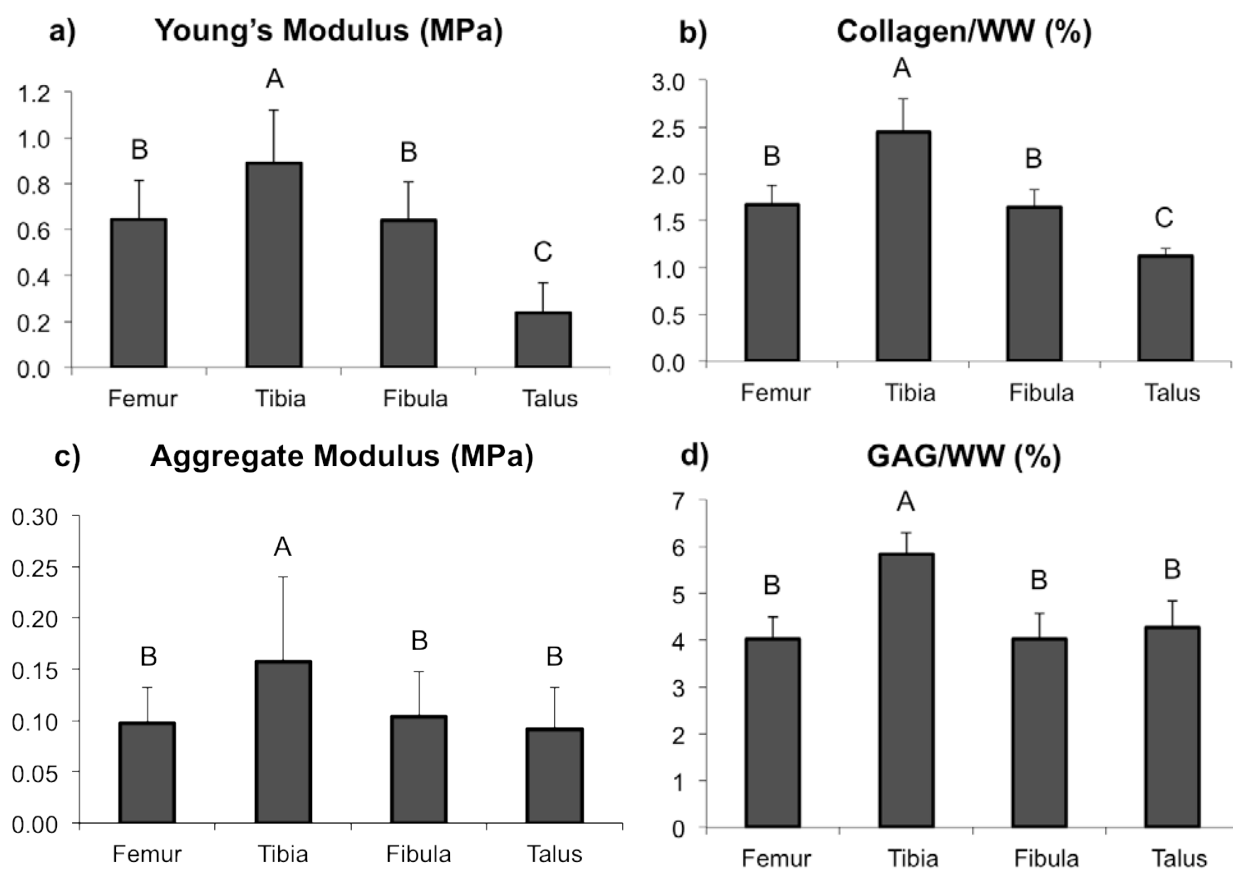 a) Young's Modulus (MPa)
A
1.2
1.0
B
B
0.8
0.6
C
0.4
0.2
0.0
Femur Tibia Fibula Talus
b) Collagen/WW (%)
A
3.0
2.5
B
B
2.0
C
1.5
1.0
0.5
0.0
Femur Tibia Fibula Talus
c) Aggregate Modulus (MPa)
0.30
A
0.25
0.20
B
B
B
0.15
0.10
0.05
0.00
Femur Tibia Fibula Talus
d) GAG/WW (%)
7
A
6
B
B
B
5
4
3
2
1
0
Femur Tibia Fibula Talus